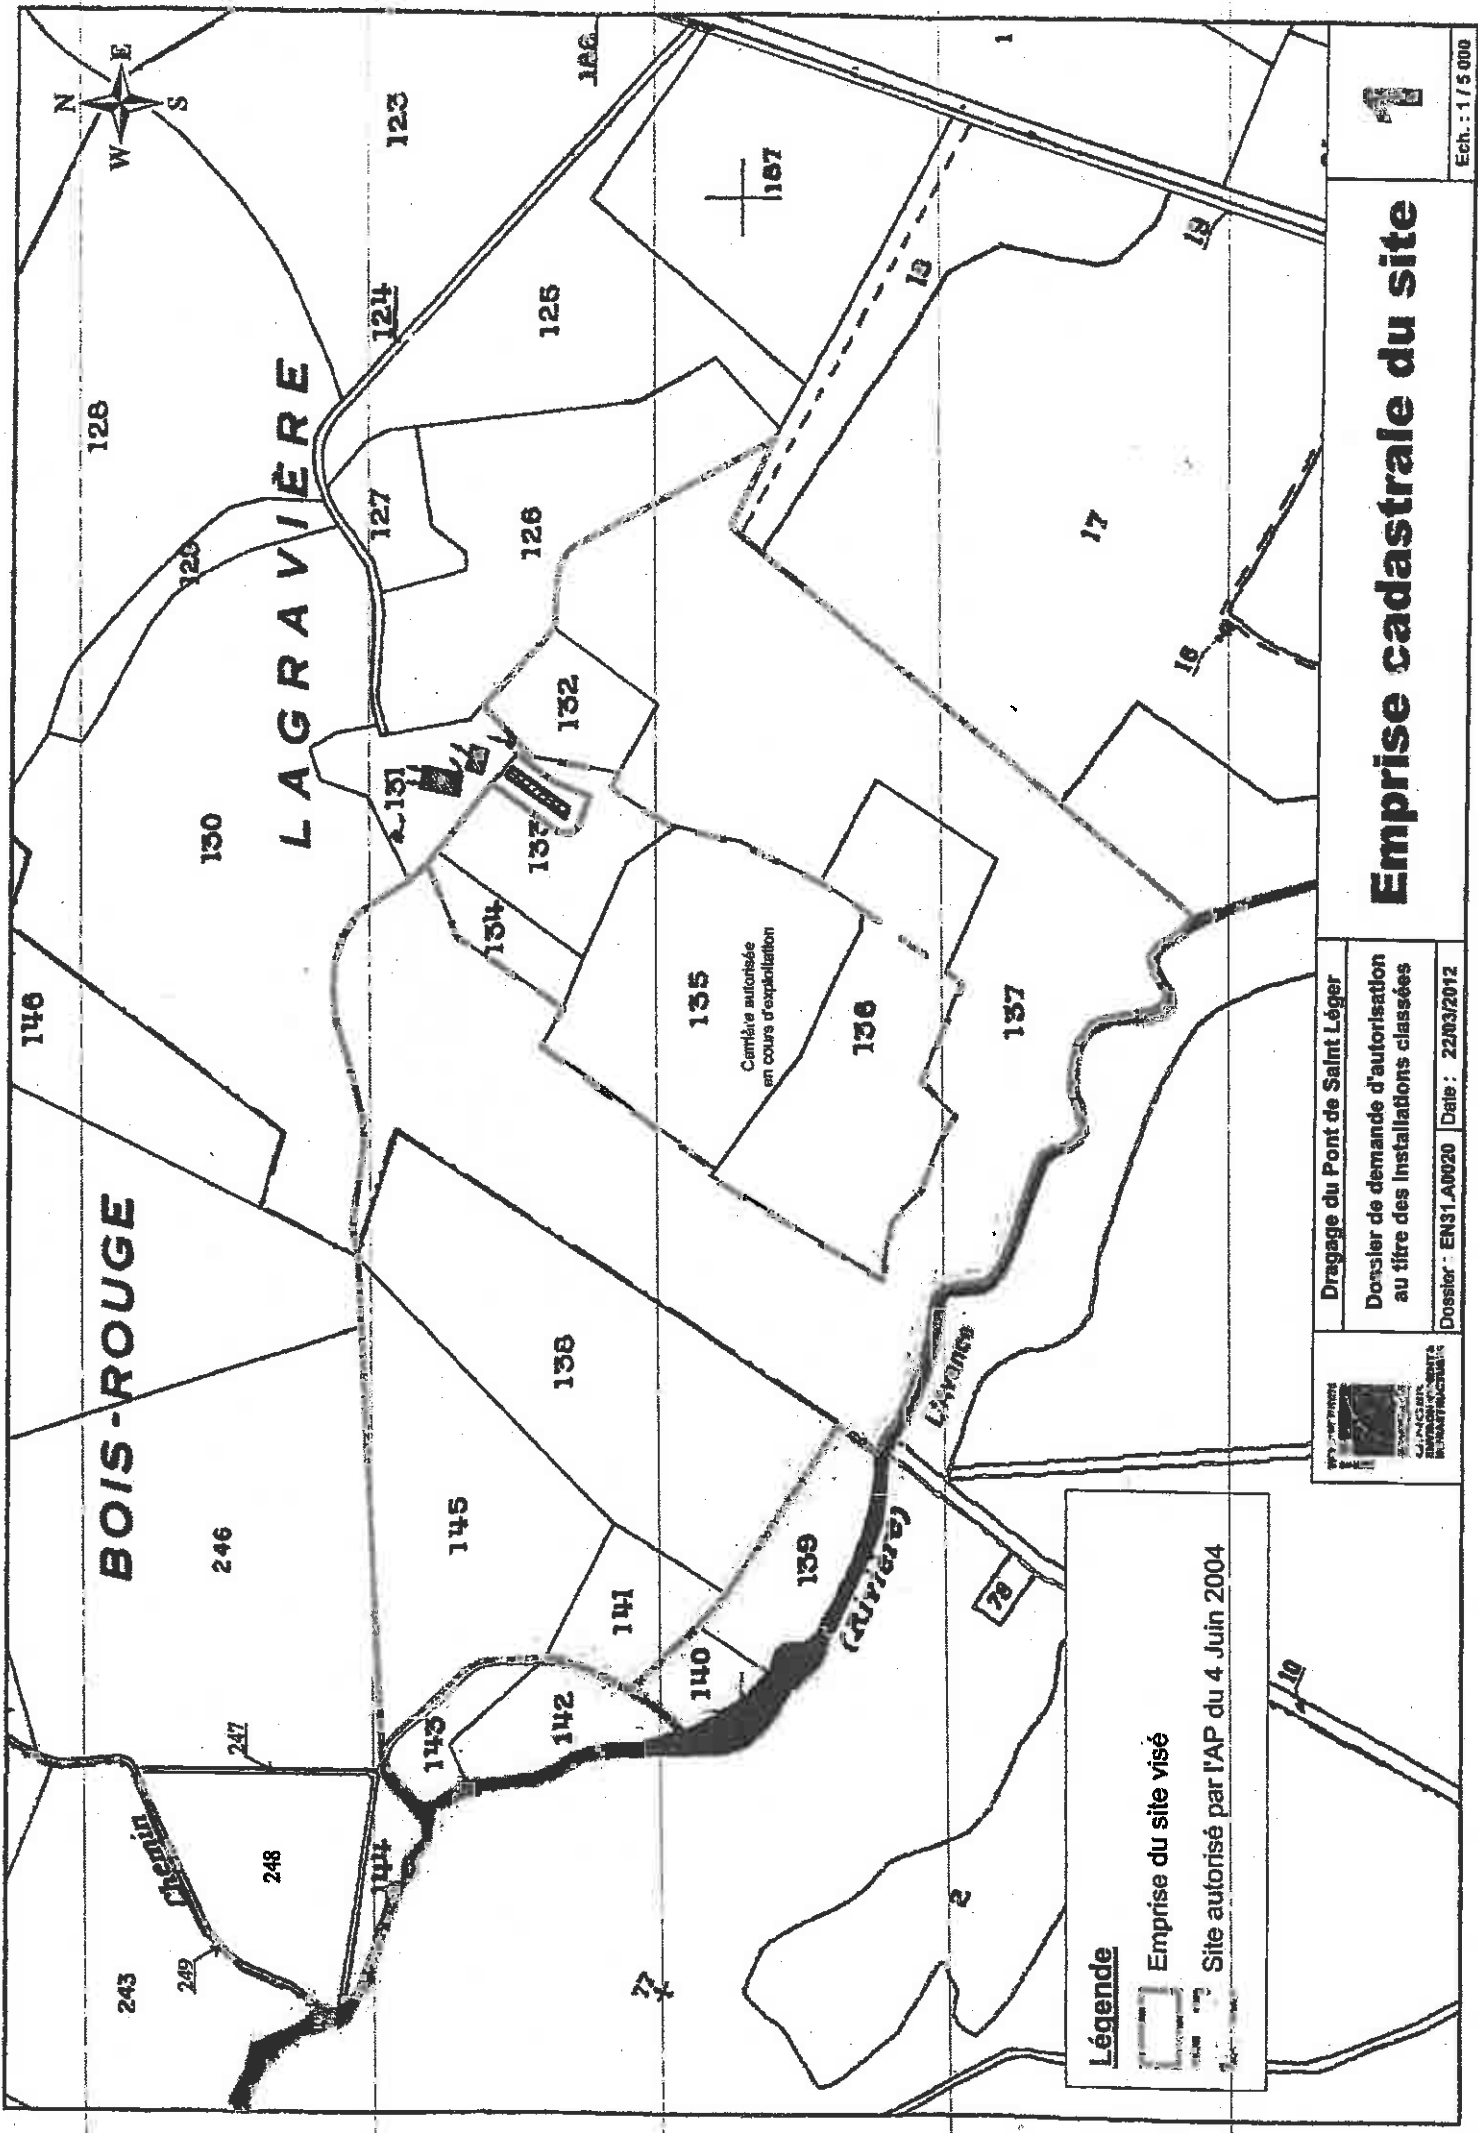 N
W
E
S
BOIS-ROUGE
LAGRAVIÈRE
243
249
Chemin
248
247
246
146
130
129
128
123
124
186
1
187
125
127
126
131
132
133
134
135
Carrière autorisée
en cours d'exploitation
136
137
138
145
141
139
140
142
143
144
L'Avance
(Rivière)
77
78
2
10
16
17
18
19
Légende
Emprise du site visé
Site autorisé par l'AP du 4 Juin 2004
Dragage du Pont de Saint Léger
Dossier de demande d'autorisation
au titre des Installations classées
Dossier : EN31.A0020
Date : 22/03/2012
Emprise cadastrale du site
1
Ech. : 1 / 5 000